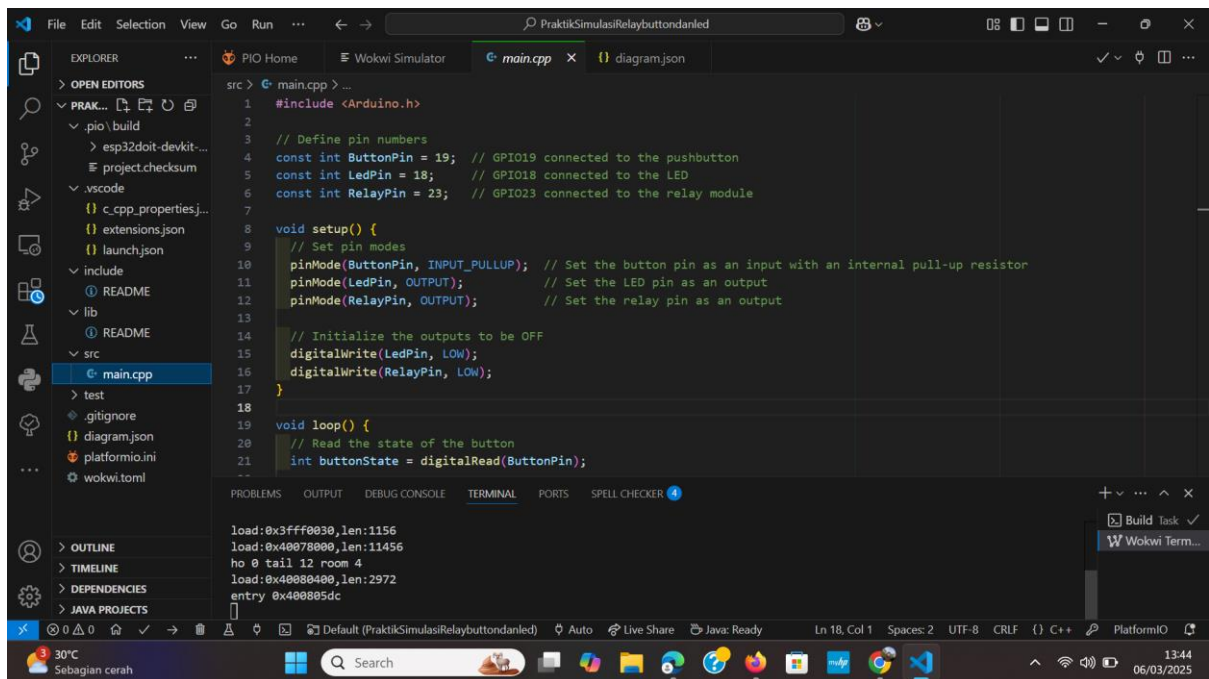 File Edit Selection View Go Run ··· PraktikSimulasiRelaybuttondanled
EXPLORER ···
PIO Home Wokwi Simulator main.cpp diagram.json
OPEN EDITORS
PRAK...
.pio\build
esp32doit-devkit-...
project.checksum
.vscode
c_cpp_properties.j...
extensions.json
launch.json
include
README
lib
README
src
main.cpp
test
.gitignore
diagram.json
platformio.ini
wokwi.toml
OUTLINE
TIMELINE
DEPENDENCIES
JAVA PROJECTS
src > main.cpp > ...
1 #include <Arduino.h>
2
3 // Define pin numbers
4 const int ButtonPin = 19; // GPIO19 connected to the pushbutton
5 const int LedPin = 18; // GPIO18 connected to the LED
6 const int RelayPin = 23; // GPIO23 connected to the relay module
7
8 void setup() {
9 // Set pin modes
10 pinMode(ButtonPin, INPUT_PULLUP); // Set the button pin as an input with an internal pull-up resistor
11 pinMode(LedPin, OUTPUT); // Set the LED pin as an output
12 pinMode(RelayPin, OUTPUT); // Set the relay pin as an output
13
14 // Initialize the outputs to be OFF
15 digitalWrite(LedPin, LOW);
16 digitalWrite(RelayPin, LOW);
17 }
18
19 void loop() {
20 // Read the state of the button
21 int buttonState = digitalRead(ButtonPin);
PROBLEMS OUTPUT DEBUG CONSOLE TERMINAL PORTS SPELL CHECKER 4
load:0x3fff0030,len:1156
load:0x40078000,len:11456
ho 0 tail 12 room 4
load:0x40080400,len:2972
entry 0x400805dc
Build Task
Wokwi Term...
0 0 Default (PraktikSimulasiRelaybuttondanled) Auto Live Share Java: Ready Ln 18, Col 1 Spaces: 2 UTF-8 CRLF {} C++ PlatformIO
3
30°C
Sebagian cerah
Search
13:44
06/03/2025